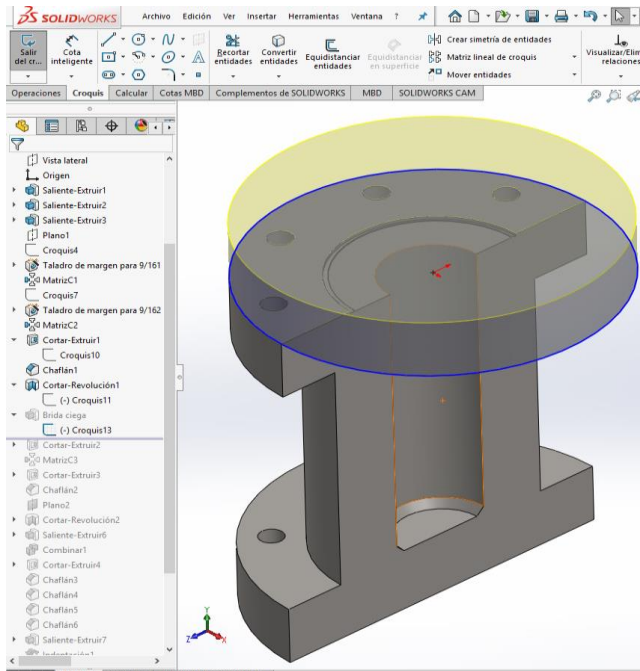 SOLIDWORKS Archivo Edición Ver Insertar Herramientas Ventana ?
Salir del cr...
Cota inteligente
Recortar entidades
Convertir entidades
Equidistanciar entidades
Equidistanciar en superficie
Crear simetría de entidades
Matriz lineal de croquis
Mover entidades
Visualizar/Elim relaciones
Operaciones Croquis Calcular Cotas MBD Complementos de SOLIDWORKS MBD SOLIDWORKS CAM
Vista lateral
Origen
Saliente-Extruir1
Saliente-Extruir2
Saliente-Extruir3
Plano1
Croquis4
Taladro de margen para 9/161
MatrizC1
Croquis7
Taladro de margen para 9/162
MatrizC2
Cortar-Extruir1
Croquis10
Chaflán1
Cortar-Revolución1
(-) Croquis11
Brida ciega
(-) Croquis13
Cortar-Extruir2
MatrizC3
Cortar-Extruir3
Chaflán2
Plano2
Cortar-Revolución2
Saliente-Extruir6
Combinar1
Cortar-Extruir4
Chaflán3
Chaflán4
Chaflán5
Chaflán6
Saliente-Extruir7
Indentación1
Y
Z
X